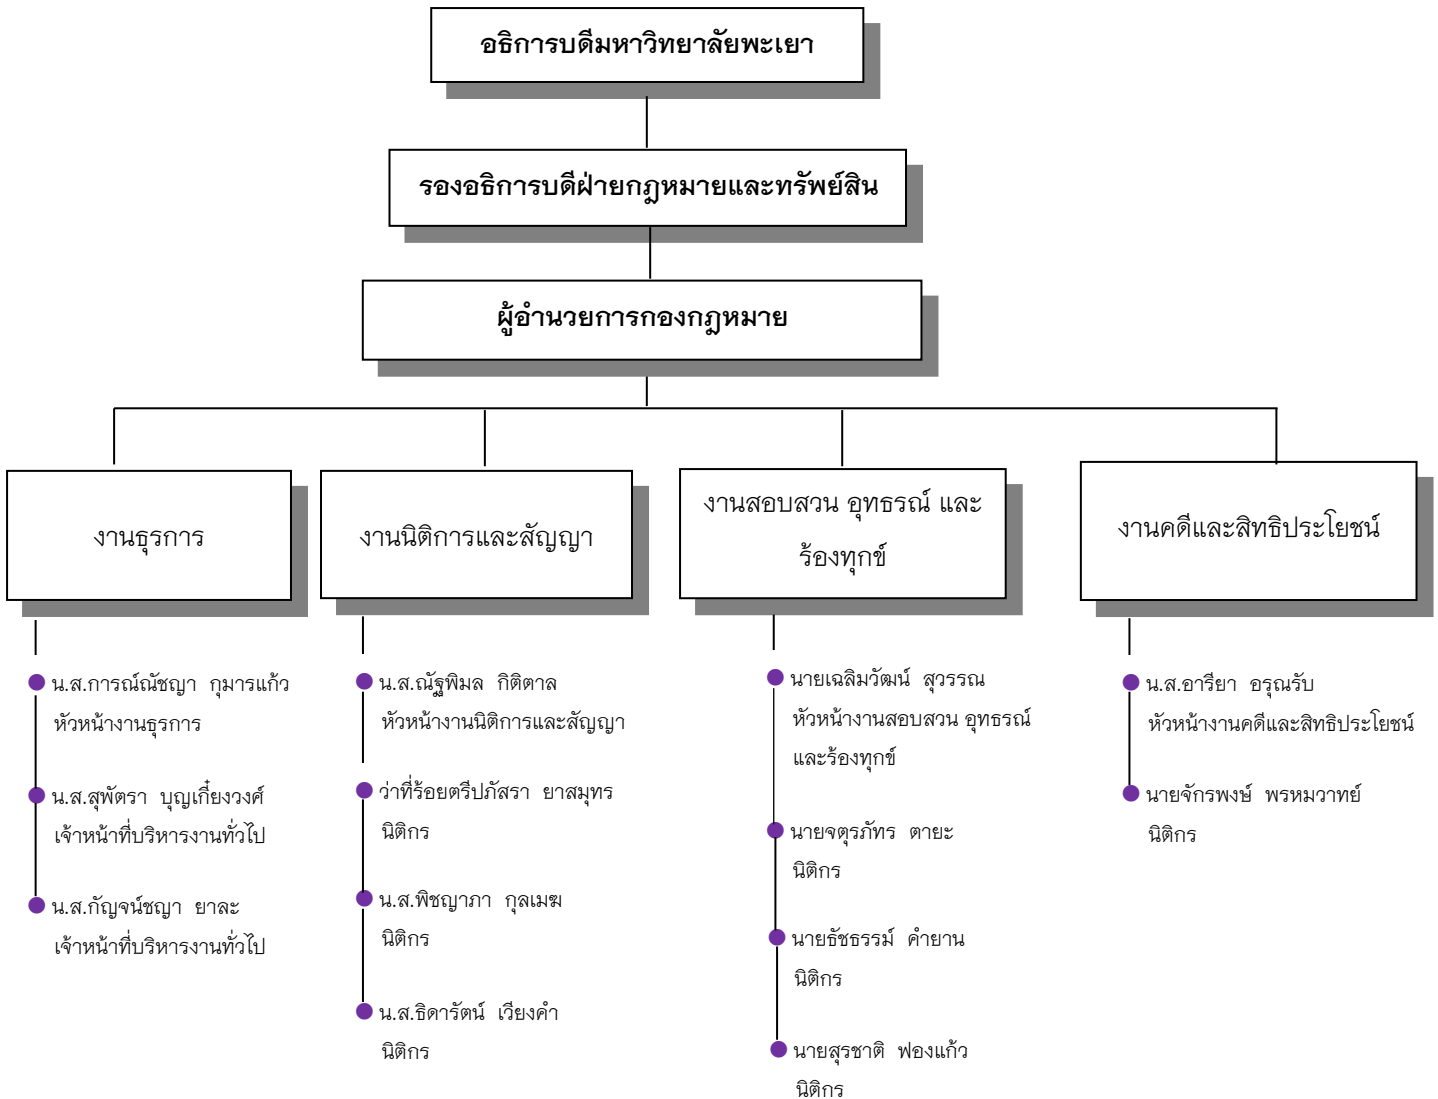 อธิการบดีมหาวิทยาลัยพะเยา
รองอธิการบดีฝ่ายกฎหมายและทรัพย์สิน
ผู้อำนวยการกองกฎหมาย
งานธุรการ
น.ส.การณ์ณัชญา กุมารแก้ว
หัวหน้างานธุรการ
น.ส.สุพัตรา บุญเกี๋ยงวงศ์
เจ้าหน้าที่บริหารงานทั่วไป
น.ส.กัญจน์ชญา ยาละ
เจ้าหน้าที่บริหารงานทั่วไป
งานนิติการและสัญญา
น.ส.ณัฐพิมล กิติตาล
หัวหน้างานนิติการและสัญญา
ว่าที่ร้อยตรีปภัสรา ยาสมุทร
นิติกร
น.ส.พิชญาภา กุลเมฆ
นิติกร
น.ส.ธิดารัตน์ เวียงคำ
นิติกร
งานสอบสวน อุทธรณ์ และ
ร้องทุกข์
นายเฉลิมวัฒน์ สุวรรณ
หัวหน้างานสอบสวน อุทธรณ์
และร้องทุกข์
นายจตุรภัทร ตายะ
นิติกร
นายธัชธรรม์ คำยาน
นิติกร
นายสุรชาติ ฟองแก้ว
นิติกร
งานคดีและสิทธิประโยชน์
น.ส.อารียา อรุณรับ
หัวหน้างานคดีและสิทธิประโยชน์
นายจักรพงษ์ พรหมวาทย์
นิติกร